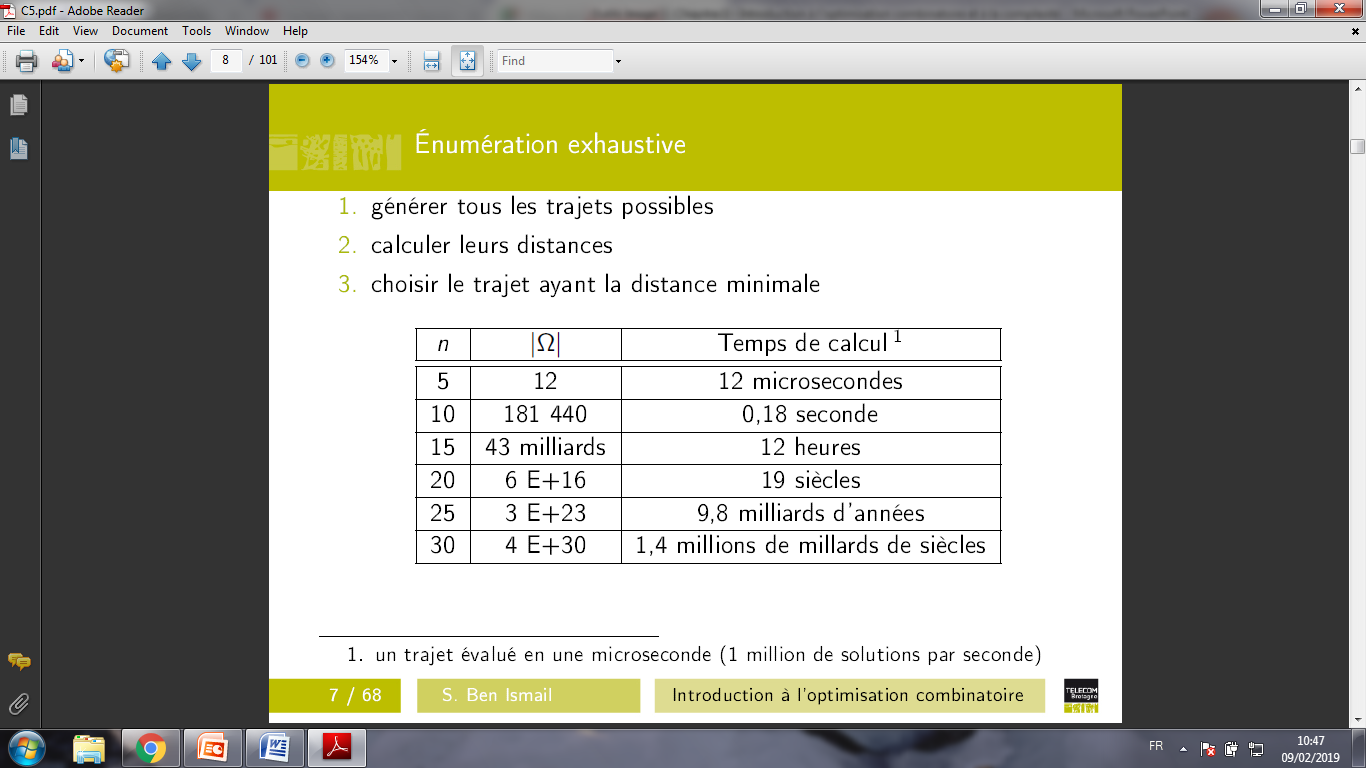 C5.pdf - Adobe Reader
File Edit View Document Tools Window Help
8 / 101 154% Find
Énumération exhaustive
1. générer tous les trajets possibles
2. calculer leurs distances
3. choisir le trajet ayant la distance minimale
n |Ω| Temps de calcul 1
5 12 12 microsecondes
10 181 440 0,18 seconde
15 43 milliards 12 heures
20 6 E+16 19 siècles
25 3 E+23 9,8 milliards d'années
30 4 E+30 1,4 millions de millards de siècles
1. un trajet évalué en une microseconde (1 million de solutions par seconde)
7 / 68 S. Ben Ismail Introduction à l'optimisation combinatoire TELECOM
Bretagne
FR 10:47
09/02/2019